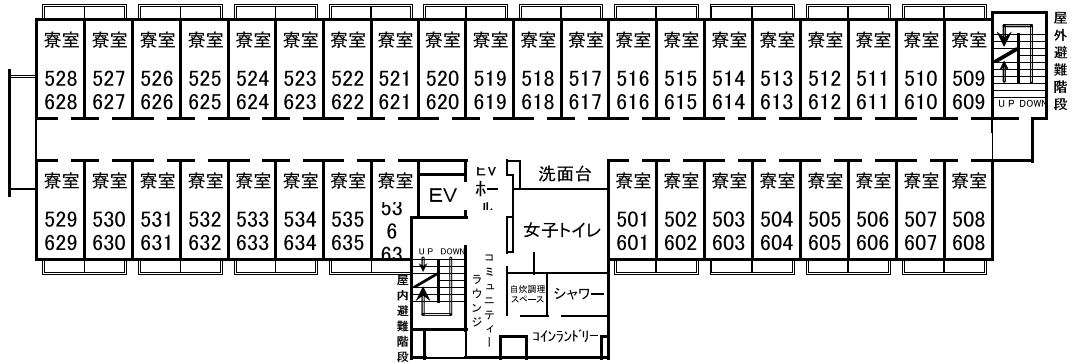 寮室 寮室 寮室 寮室 寮室 寮室 寮室 寮室 寮室 寮室 寮室 寮室 寮室 寮室 寮室 寮室 寮室 寮室 寮室 寮室
528 527 526 525 524 523 522 521 520 519 518 517 516 515 514 513 512 511 510 509
628 627 626 625 624 623 622 621 620 619 618 617 616 615 614 613 612 611 610 609
UP DOWN
屋外避難階段
寮室 寮室 寮室 寮室 寮室 寮室 寮室 寮室
529 530 531 532 533 534 535 53
6
629 630 631 632 633 634 635 63
EV
EV
ホー
ル
洗面台
女子トイレ
寮室 寮室 寮室 寮室 寮室 寮室 寮室 寮室
501 502 503 504 505 506 507 508
601 602 603 604 605 606 607 608
UP DOWN
屋内避難階段
コミュニティー
ラウンジ
自炊調理
スペース
シャワー
コインランドリー